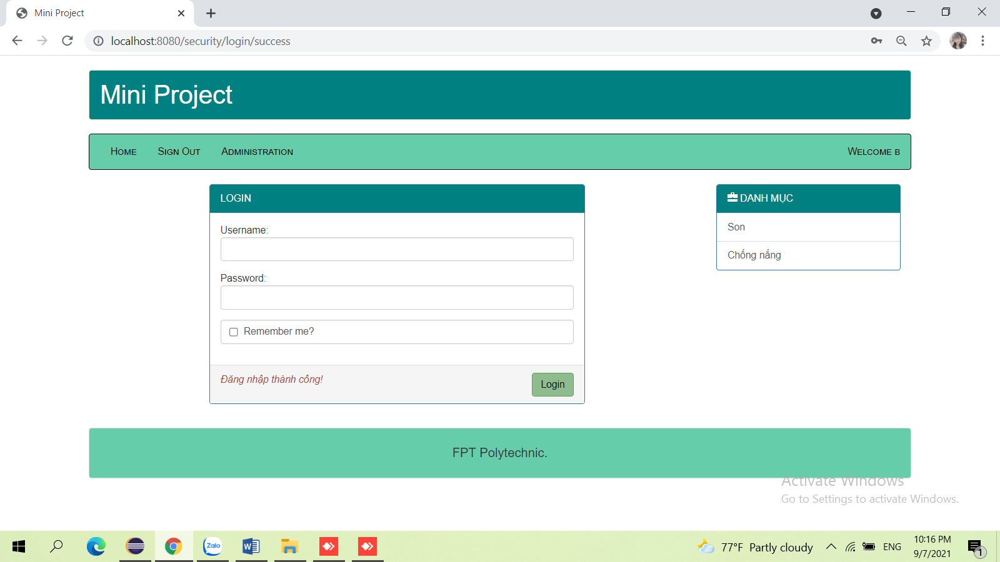 Mini Project
localhost:8080/security/login/success
Mini Project
Home Sign Out Administration Welcome b
LOGIN
Username:
Password:
Remember me?
Đăng nhập thành công!
Login
DANH MỤC
Son
Chống nắng
FPT Polytechnic.
Activate Windows
Go to Settings to activate Windows.
Zalo
77°F Partly cloudy
ENG
10:16 PM
9/7/2021
1